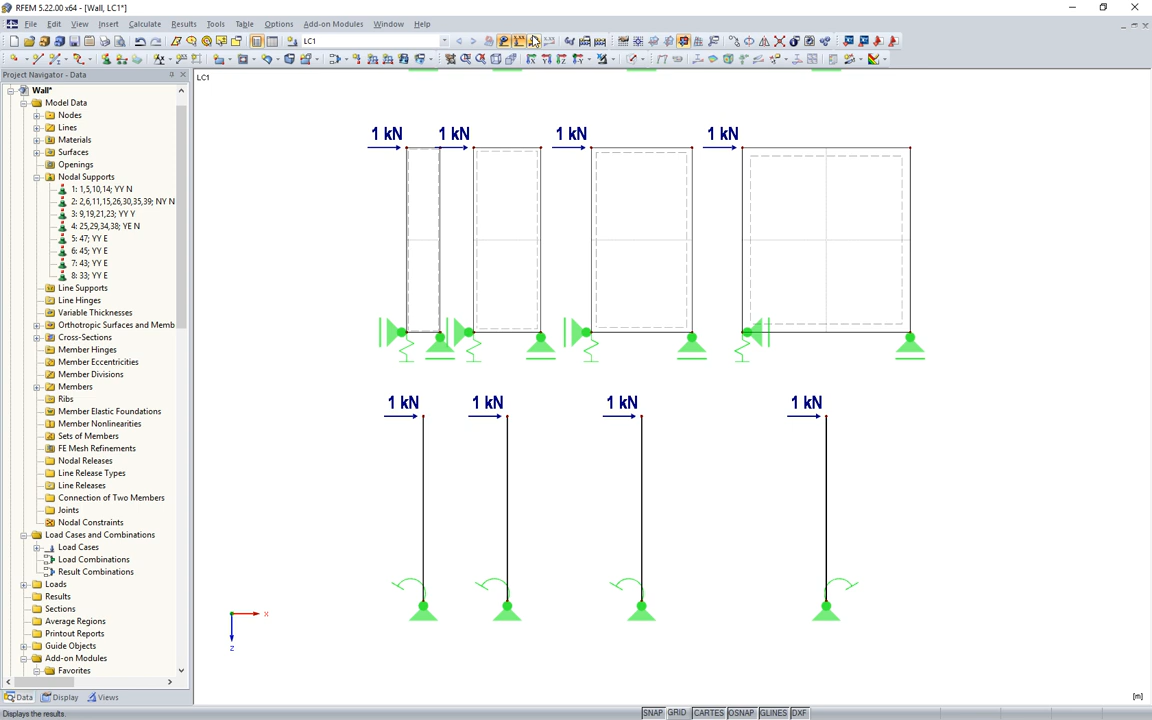 RFEM 5.22.00 x64 - [Wall, LC1*]
File Edit View Insert Calculate Results Tools Table Options Add-on Modules Window Help
LC1
Project Navigator - Data
LC1
Wall*
Model Data
Nodes
Lines
Materials
Surfaces
Openings
Nodal Supports
1: 1,5,10,14; YY N
2: 2,6,11,15,26,30,35,39; NY N
3: 9,19,21,23; YY Y
4: 25,29,34,38; YE N
5: 47; YY E
6: 45; YY E
7: 43; YY E
8: 33; YY E
Line Supports
Line Hinges
Variable Thicknesses
Orthotropic Surfaces and Memb
Cross-Sections
Member Hinges
Member Eccentricities
Member Divisions
Members
Ribs
Member Elastic Foundations
Member Nonlinearities
Sets of Members
FE Mesh Refinements
Nodal Releases
Line Release Types
Line Releases
Connection of Two Members
Joints
Nodal Constraints
Load Cases and Combinations
Load Cases
Load Combinations
Result Combinations
Loads
Results
Sections
Average Regions
Printout Reports
Guide Objects
Add-on Modules
Favorites
Data Display Views
1 kN 1 kN 1 kN 1 kN
1 kN 1 kN 1 kN 1 kN
X
Z
[m]
Displays the results.
SNAP GRID CARTES OSNAP GLINES DXF